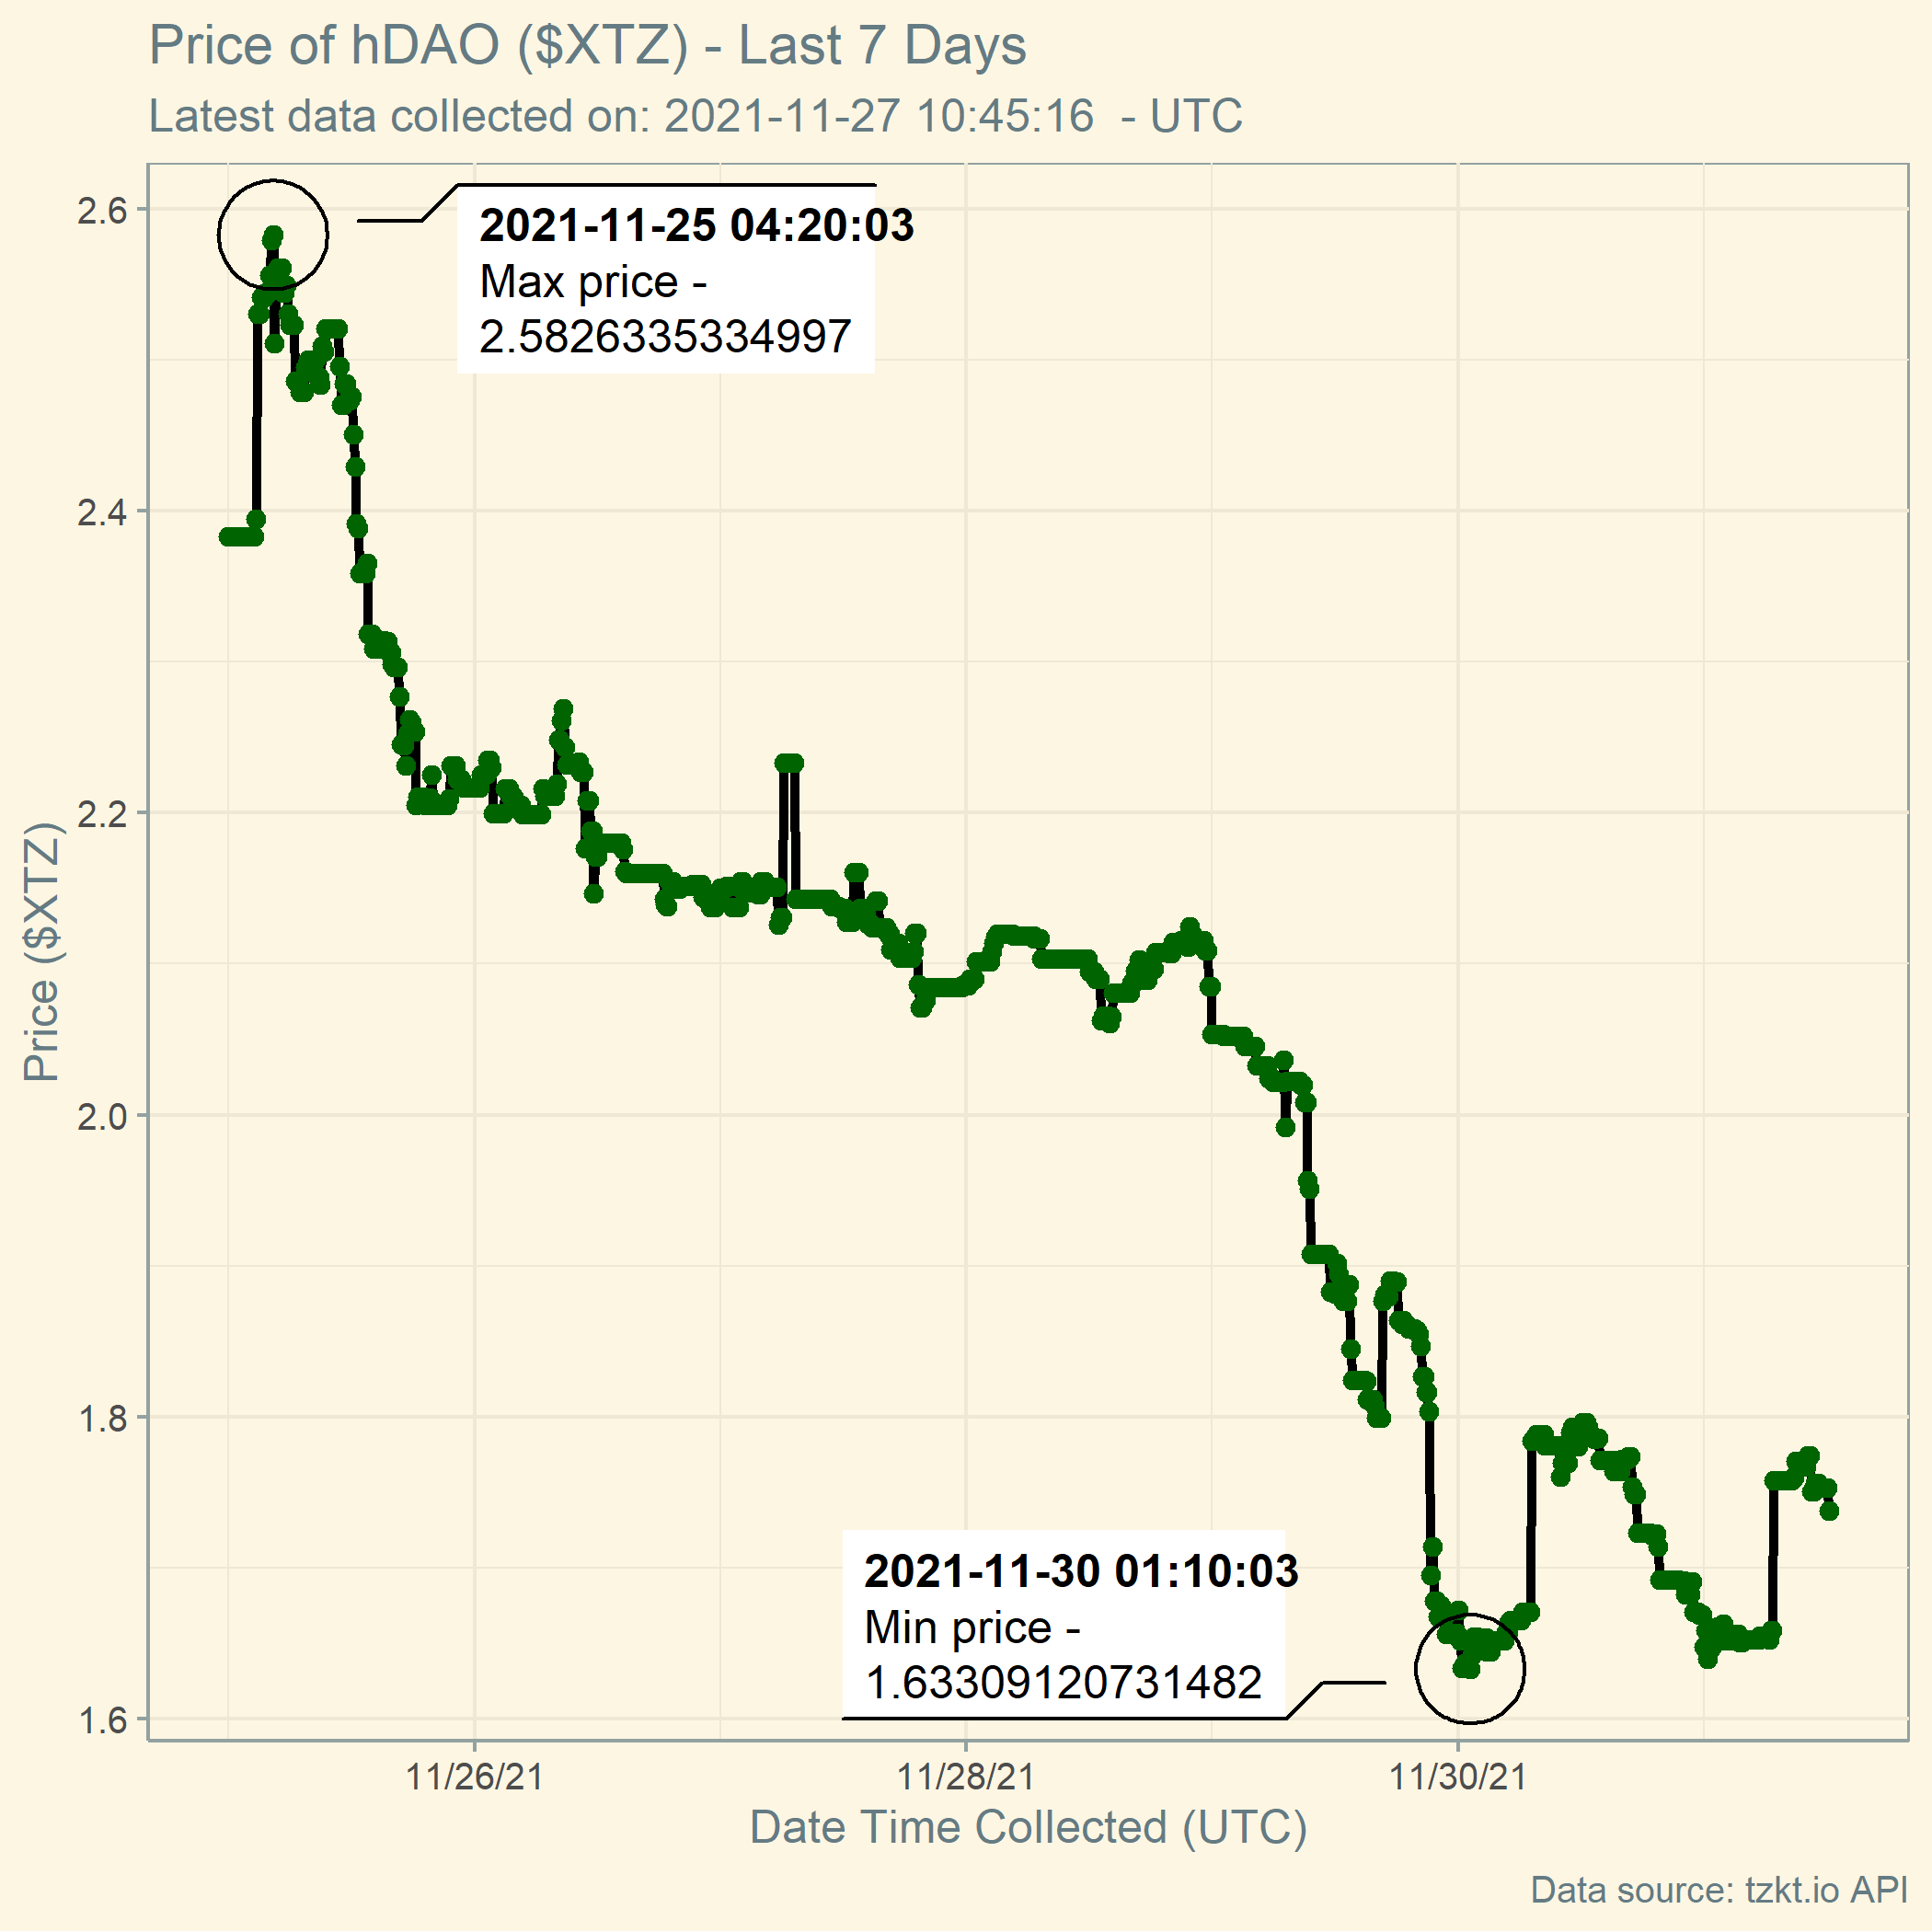 Price of hDAO ($XTZ) - Last 7 Days
Latest data collected on: 2021-11-27 10:45:16  - UTC
2.6
2.4
2.2
2.0
1.8
1.6
Price ($XTZ)
2021-11-25 04:20:03
Max price -
2.5826335334997
2021-11-30 01:10:03
Min price -
1.63309120731482
11/26/21
11/28/21
11/30/21
Date Time Collected (UTC)
Data source: tzkt.io API